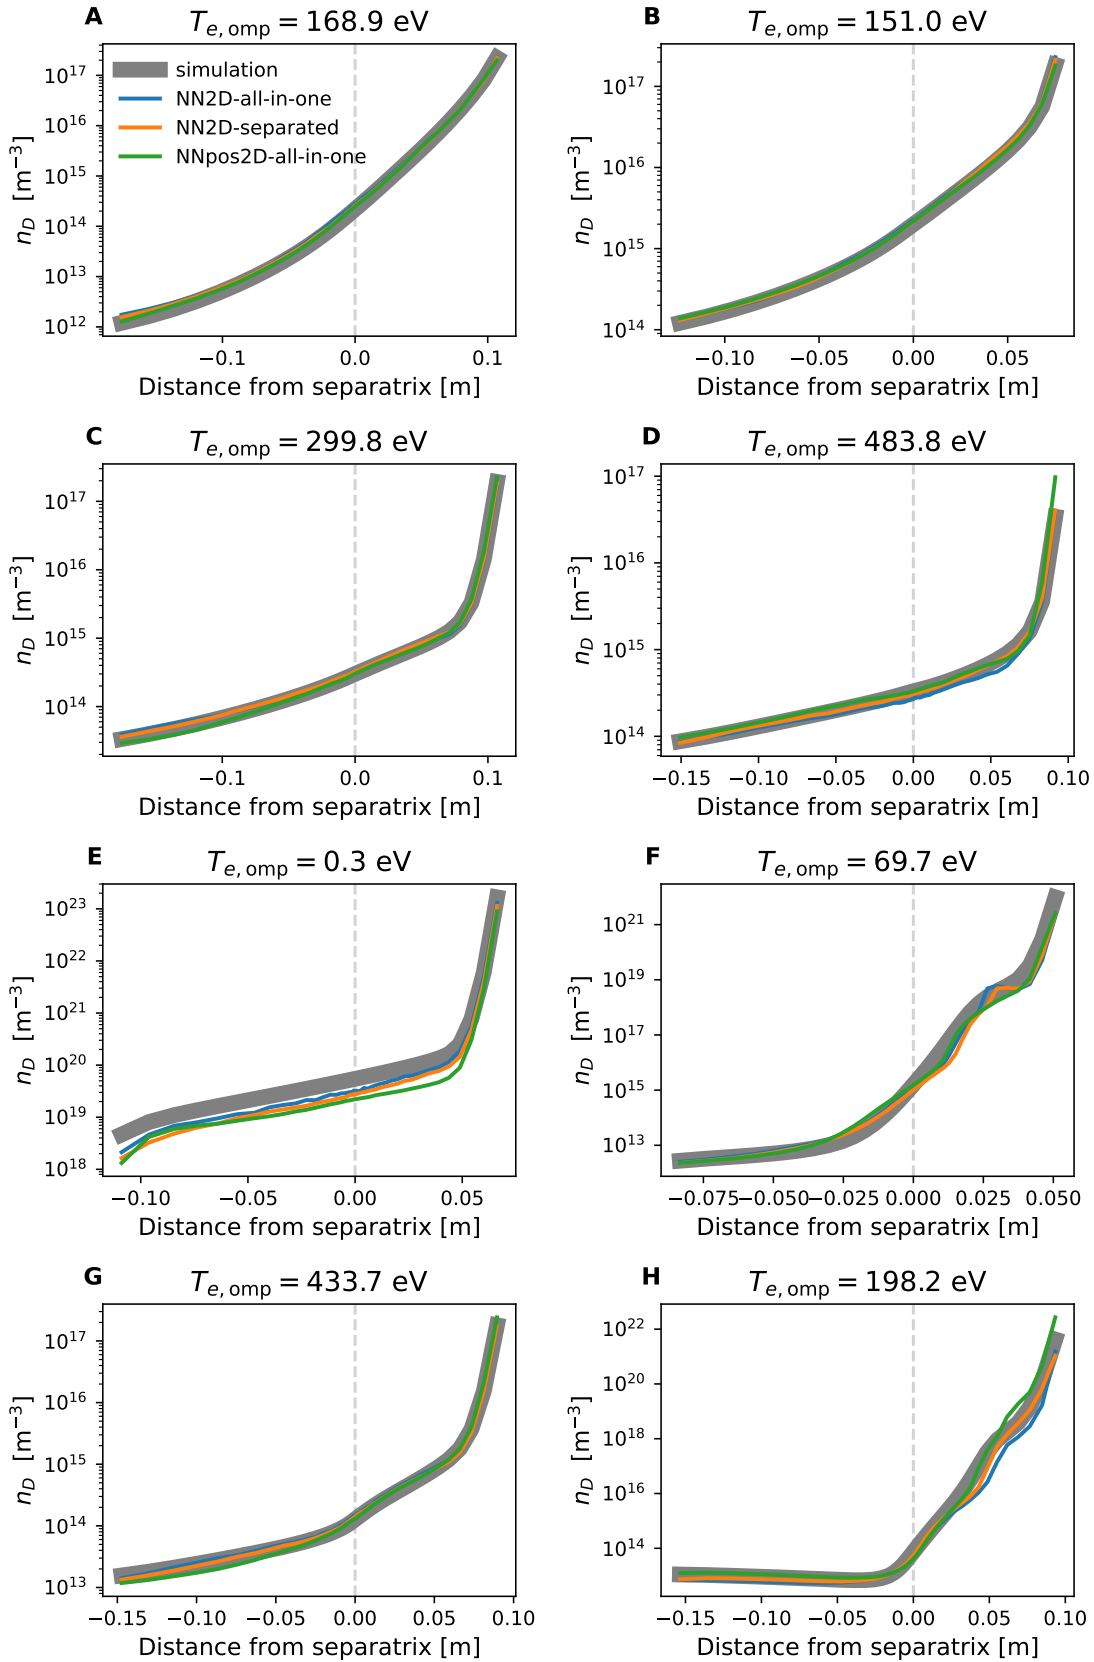 A
T_{e, omp} = 168.9 eV
simulation
NN2D-all-in-one
NN2D-separated
NNpos2D-all-in-one
10^{17}
10^{16}
10^{15}
10^{14}
10^{13}
10^{12}
n_D [m^{-3}]
−0.1 0.0 0.1
Distance from separatrix [m]
B
T_{e, omp} = 151.0 eV
10^{17}
10^{16}
10^{15}
10^{14}
n_D [m^{-3}]
−0.10 −0.05 0.00 0.05
Distance from separatrix [m]
C
T_{e, omp} = 299.8 eV
10^{17}
10^{16}
10^{15}
10^{14}
n_D [m^{-3}]
−0.1 0.0 0.1
Distance from separatrix [m]
D
T_{e, omp} = 483.8 eV
10^{17}
10^{16}
10^{15}
10^{14}
n_D [m^{-3}]
−0.15 −0.10 −0.05 0.00 0.05 0.10
Distance from separatrix [m]
E
T_{e, omp} = 0.3 eV
10^{23}
10^{22}
10^{21}
10^{20}
10^{19}
10^{18}
n_D [m^{-3}]
−0.10 −0.05 0.00 0.05
Distance from separatrix [m]
F
T_{e, omp} = 69.7 eV
10^{21}
10^{19}
10^{17}
10^{15}
10^{13}
n_D [m^{-3}]
−0.075 −0.050 −0.025 0.000 0.025 0.050
Distance from separatrix [m]
G
T_{e, omp} = 433.7 eV
10^{17}
10^{16}
10^{15}
10^{14}
10^{13}
n_D [m^{-3}]
−0.15 −0.10 −0.05 0.00 0.05 0.10
Distance from separatrix [m]
H
T_{e, omp} = 198.2 eV
10^{22}
10^{20}
10^{18}
10^{16}
10^{14}
n_D [m^{-3}]
−0.15 −0.10 −0.05 0.00 0.05 0.10
Distance from separatrix [m]